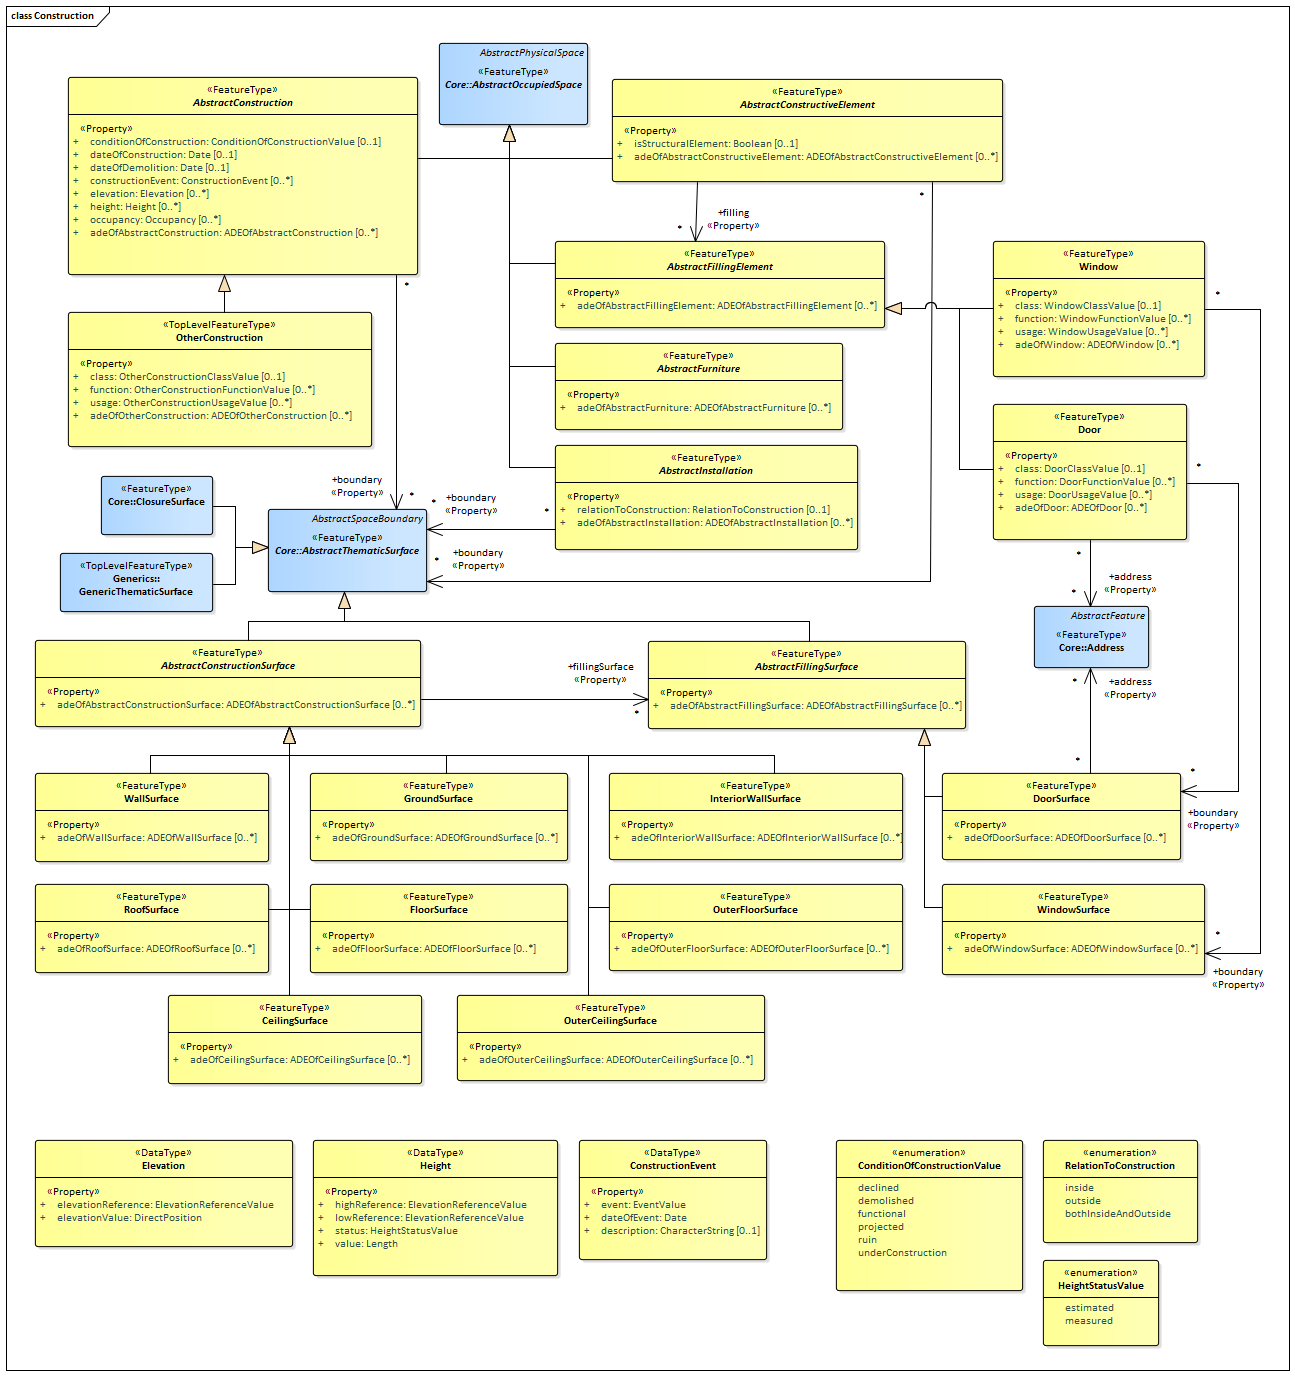 class Construction
AbstractPhysicalSpace
«FeatureType»
Core::AbstractOccupiedSpace
«FeatureType»
AbstractConstruction
«Property»
+ conditionOfConstruction: ConditionOfConstructionValue [0..1]
+ dateOfConstruction: Date [0..1]
+ dateOfDemolition: Date [0..1]
+ constructionEvent: ConstructionEvent [0..*]
+ elevation: Elevation [0..*]
+ height: Height [0..*]
+ occupancy: Occupancy [0..*]
+ adeOfAbstractConstruction: ADEOfAbstractConstruction [0..*]
«FeatureType»
AbstractConstructiveElement
«Property»
+ isStructuralElement: Boolean [0..1]
+ adeOfAbstractConstructiveElement: ADEOfAbstractConstructiveElement [0..*]
*
+filling
* «Property»
«FeatureType»
AbstractFillingElement
«Property»
+ adeOfAbstractFillingElement: ADEOfAbstractFillingElement [0..*]
«FeatureType»
Window
«Property»
+ class: WindowClassValue [0..1]
+ function: WindowFunctionValue [0..*]
+ usage: WindowUsageValue [0..*]
+ adeOfWindow: ADEOfWindow [0..*]
*
*
«TopLevelFeatureType»
OtherConstruction
«Property»
+ class: OtherConstructionClassValue [0..1]
+ function: OtherConstructionFunctionValue [0..*]
+ usage: OtherConstructionUsageValue [0..*]
+ adeOfOtherConstruction: ADEOfOtherConstruction [0..*]
«FeatureType»
AbstractFurniture
«Property»
+ adeOfAbstractFurniture: ADEOfAbstractFurniture [0..*]
«FeatureType»
Door
«Property»
+ class: DoorClassValue [0..1]
+ function: DoorFunctionValue [0..*]
+ usage: DoorUsageValue [0..*]
+ adeOfDoor: ADEOfDoor [0..*]
*
«FeatureType»
AbstractInstallation
«Property»
+ relationToConstruction: RelationToConstruction [0..1]
+ adeOfAbstractInstallation: ADEOfAbstractInstallation [0..*]
*
«FeatureType»
Core::ClosureSurface
+boundary
«Property» *
* +boundary
«Property»
AbstractSpaceBoundary
«FeatureType»
Core::AbstractThematicSurface
* +boundary
«Property»
«TopLevelFeatureType»
Generics::
GenericThematicSurface
*
+address
* «Property»
AbstractFeature
«FeatureType»
Core::Address
* +address
«Property»
*
«FeatureType»
AbstractConstructionSurface
«Property»
+ adeOfAbstractConstructionSurface: ADEOfAbstractConstructionSurface [0..*]
+fillingSurface
«Property»
*
«FeatureType»
AbstractFillingSurface
«Property»
+ adeOfAbstractFillingSurface: ADEOfAbstractFillingSurface [0..*]
«FeatureType»
WallSurface
«Property»
+ adeOfWallSurface: ADEOfWallSurface [0..*]
«FeatureType»
GroundSurface
«Property»
+ adeOfGroundSurface: ADEOfGroundSurface [0..*]
«FeatureType»
InteriorWallSurface
«Property»
+ adeOfInteriorWallSurface: ADEOfInteriorWallSurface [0..*]
«FeatureType»
DoorSurface
«Property»
+ adeOfDoorSurface: ADEOfDoorSurface [0..*]
*
+boundary
«Property»
«FeatureType»
RoofSurface
«Property»
+ adeOfRoofSurface: ADEOfRoofSurface [0..*]
«FeatureType»
FloorSurface
«Property»
+ adeOfFloorSurface: ADEOfFloorSurface [0..*]
«FeatureType»
OuterFloorSurface
«Property»
+ adeOfOuterFloorSurface: ADEOfOuterFloorSurface [0..*]
«FeatureType»
WindowSurface
«Property»
+ adeOfWindowSurface: ADEOfWindowSurface [0..*]
*
+boundary
«Property»
«FeatureType»
CeilingSurface
«Property»
+ adeOfCeilingSurface: ADEOfCeilingSurface [0..*]
«FeatureType»
OuterCeilingSurface
«Property»
+ adeOfOuterCeilingSurface: ADEOfOuterCeilingSurface [0..*]
«DataType»
Elevation
«Property»
+ elevationReference: ElevationReferenceValue
+ elevationValue: DirectPosition
«DataType»
Height
«Property»
+ highReference: ElevationReferenceValue
+ lowReference: ElevationReferenceValue
+ status: HeightStatusValue
+ value: Length
«DataType»
ConstructionEvent
«Property»
+ event: EventValue
+ dateOfEvent: Date
+ description: CharacterString [0..1]
«enumeration»
ConditionOfConstructionValue
declined
demolished
functional
projected
ruin
underConstruction
«enumeration»
RelationToConstruction
inside
outside
bothInsideAndOutside
«enumeration»
HeightStatusValue
estimated
measured